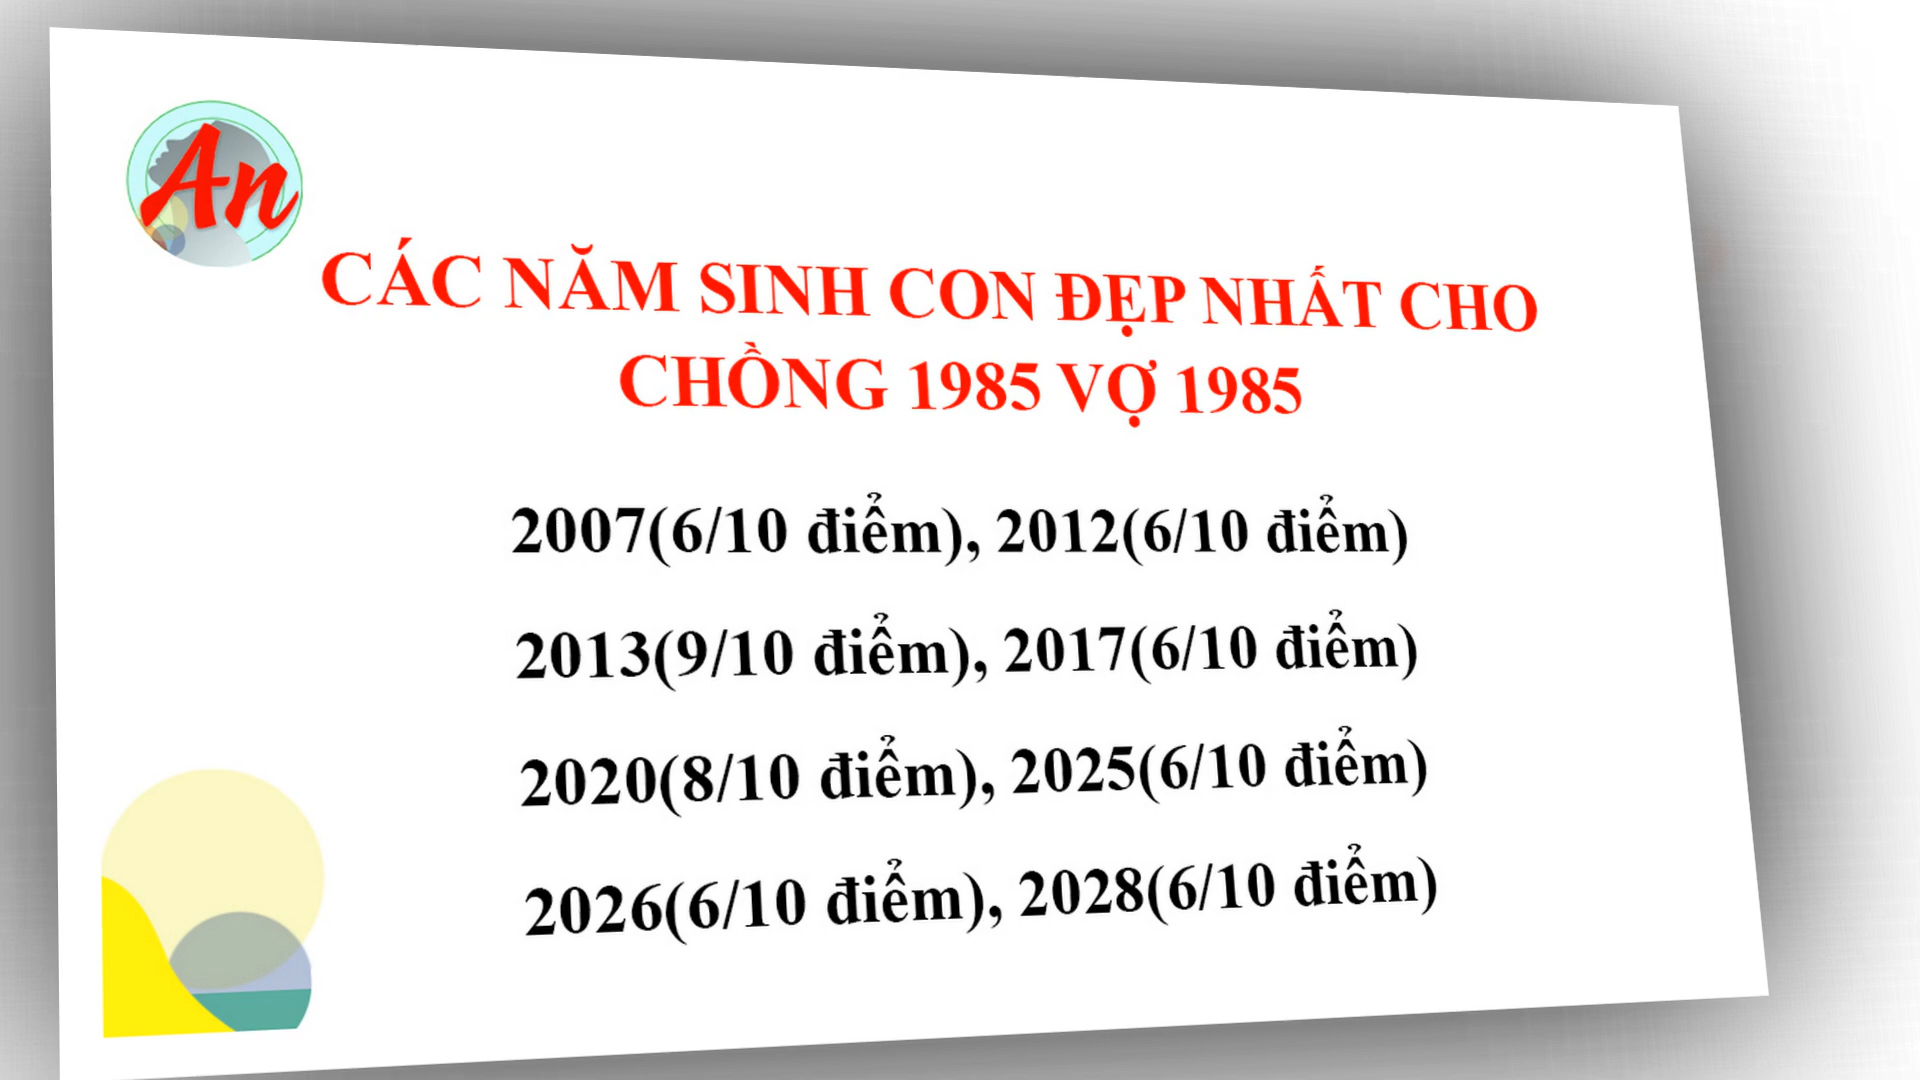 An
CÁC NĂM SINH CON ĐẸP NHẤT CHO
CHỒNG 1985 VỢ 1985
2007(6/10 điểm), 2012(6/10 điểm)
2013(9/10 điểm), 2017(6/10 điểm)
2020(8/10 điểm), 2025(6/10 điểm)
2026(6/10 điểm), 2028(6/10 điểm)